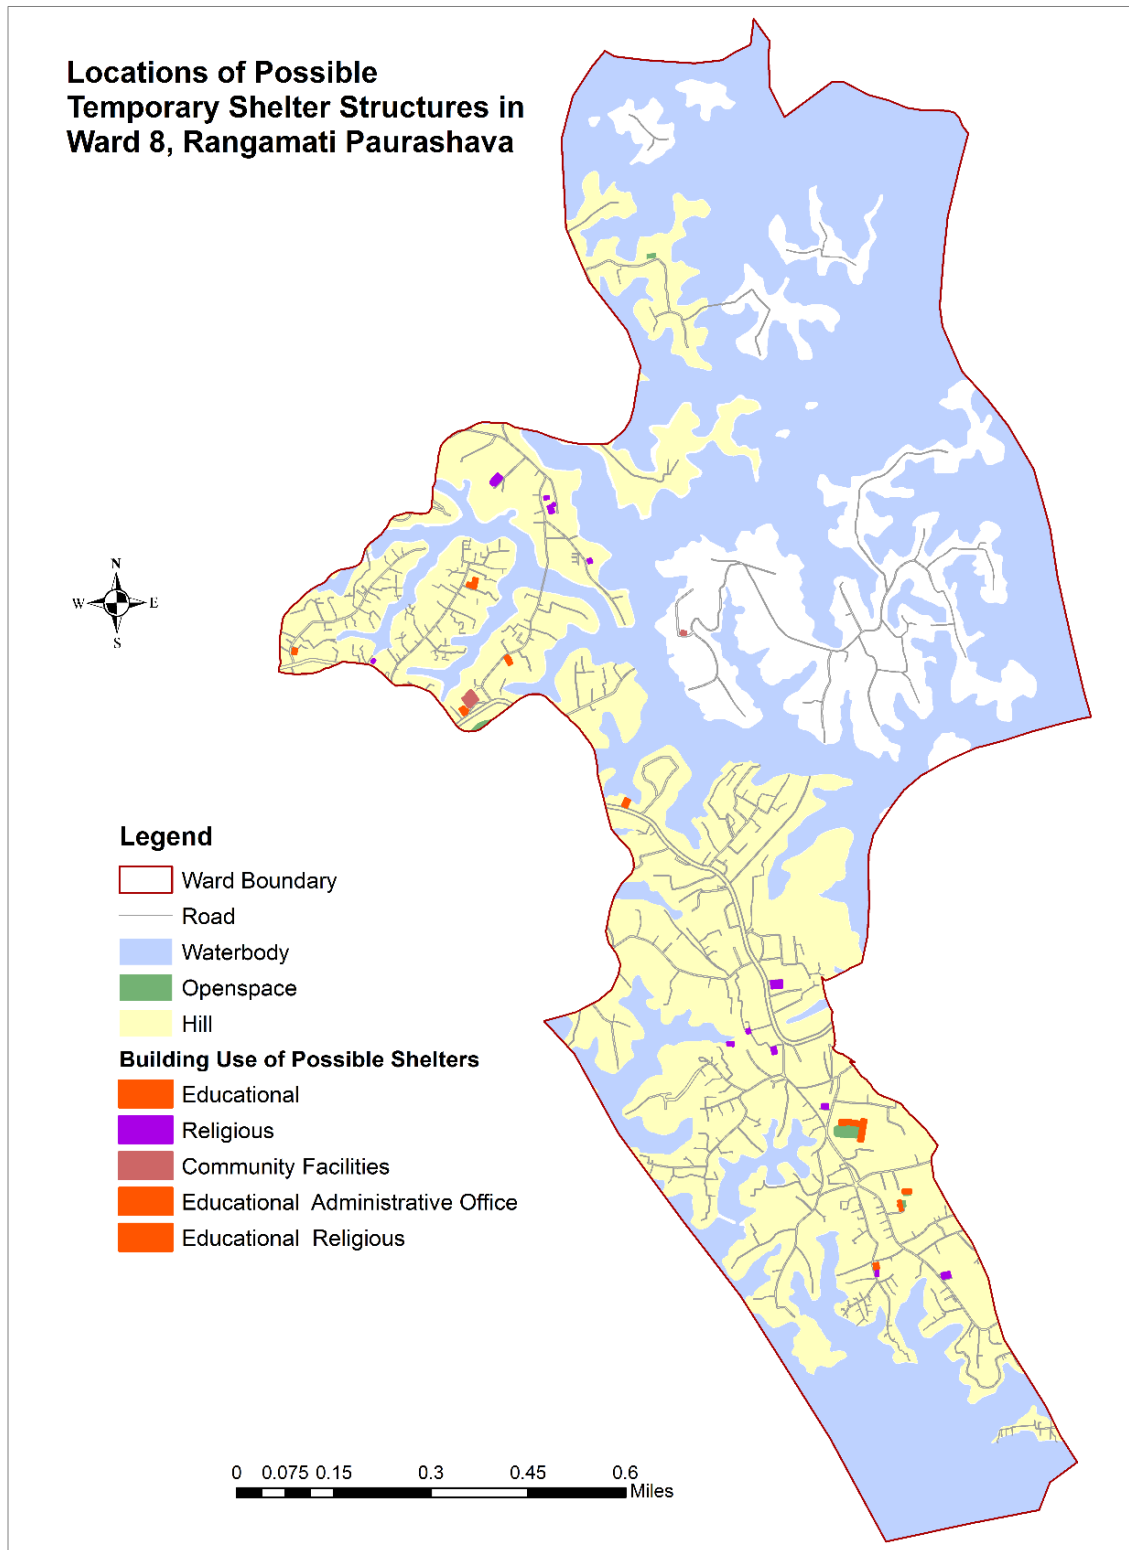 Locations of Possible
Temporary Shelter Structures in
Ward 8, Rangamati Paurashava
N
W E
S
Legend
Ward Boundary
Road
Waterbody
Openspace
Hill
Building Use of Possible Shelters
Educational
Religious
Community Facilities
Educational Administrative Office
Educational Religious
0 0.075 0.15 0.3 0.45 0.6
Miles